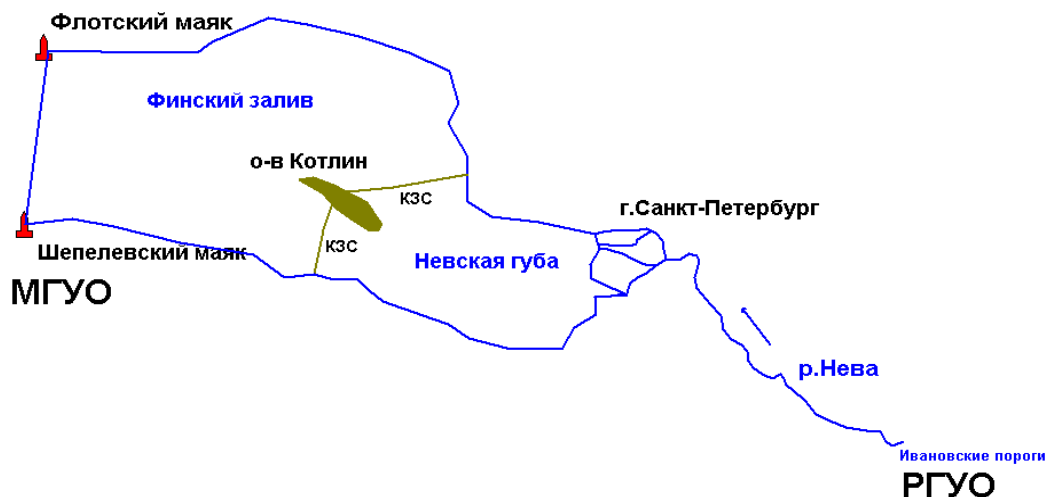 Флотский маяк
Финский залив
о-в Котлин
КЗС
г.Санкт-Петербург
КЗС
Шепелевский маяк
Невская губа
МГУО
р.Нева
Ивановские пороги
РГУО